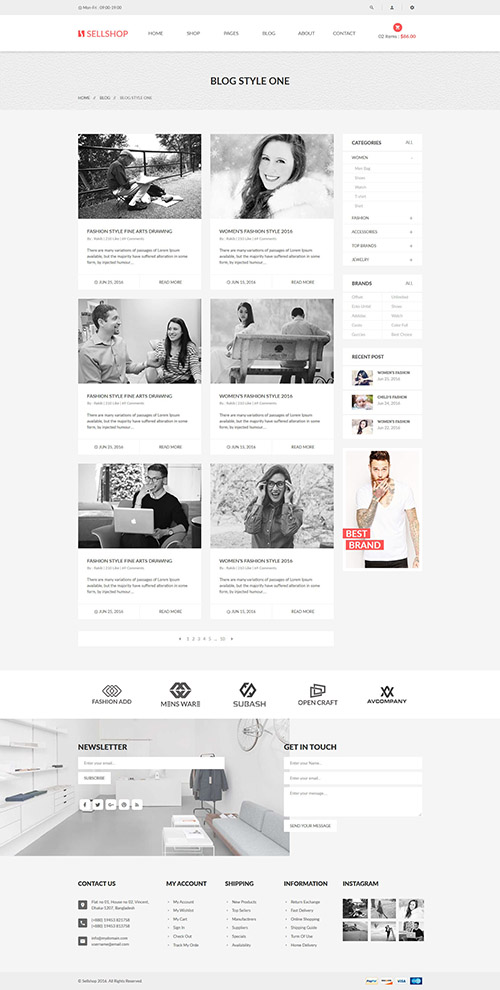 Mon-Fri : 09:00-19:00
SELLSHOP
HOME SHOP PAGES BLOG ABOUT CONTACT
02 Items : $86.00
BLOG STYLE ONE
HOME / BLOG / BLOG STYLE ONE
FASHION STYLE FINE ARTS DRAWING
By : Rakib | 210 Like | 69 Comments
There are many variations of passages of Lorem Ipsum
available, but the majority have suffered alteration in some
form, by injected humour...
JUN 25, 2016 READ MORE
WOMEN'S FASHION STYLE 2016
By : Rakib | 210 Like | 69 Comments
There are many variations of passages of Lorem Ipsum
available, but the majority have suffered alteration in some
form, by injected humour...
JUN 15, 2016 READ MORE
FASHION STYLE FINE ARTS DRAWING
By : Rakib | 210 Like | 69 Comments
There are many variations of passages of Lorem Ipsum
available, but the majority have suffered alteration in some
form, by injected humour...
JUN 25, 2016 READ MORE
WOMEN'S FASHION STYLE 2016
By : Rakib | 210 Like | 69 Comments
There are many variations of passages of Lorem Ipsum
available, but the majority have suffered alteration in some
form, by injected humour...
JUN 15, 2016 READ MORE
FASHION STYLE FINE ARTS DRAWING
By : Rakib | 210 Like | 69 Comments
There are many variations of passages of Lorem Ipsum
available, but the majority have suffered alteration in some
form, by injected humour...
JUN 25, 2016 READ MORE
WOMEN'S FASHION STYLE 2016
By : Rakib | 210 Like | 69 Comments
There are many variations of passages of Lorem Ipsum
available, but the majority have suffered alteration in some
form, by injected humour...
JUN 15, 2016 READ MORE
1 2 3 4 5 ... 10
CATEGORIES ALL
WOMEN -
Men Bag
Shoes
Watch
T-shirt
Shirt
FASHION +
ACCESSORIES +
TOP BRANDS +
JEWELRY +
BRANDS ALL
Unlimited
Shoes
Adidas Watch
Color Full
Best Choice
RECENT POST
WOMEN'S FASHION
Jun 25, 2016
CHILD'S FASHION
Jun 24, 2016
WOMEN'S FASHION
Jun 22, 2016
BEST
BRAND
FASHION ADD
MENS WARE
SUBASH
OPEN CRAFT
AVCOMPANY
NEWSLETTER
Enter your email...
SUBSCRIBE
GET IN TOUCH
Enter your Name...
Enter your email...
Enter your message...
SEND YOUR MESSAGE
CONTACT US
Flat no 03, House no 02, Vincent,
Dhaka-1207, Bangladesh
(+880) 19453 821758
(+880) 19453 821758
info@mydomain.com
username@email.com
MY ACCOUNT
My Account
My Wishlist
My Cart
Sign In
Check Out
Track My Orde
SHIPPING
New Products
Top Sellers
Manufactirers
Suppliers
Specials
Availability
INFORMATION
Return Exchange
Fast Delivery
Online Shopping
Shipping Guide
Turm Of Use
Home Delivery
INSTAGRAM
© Sellshop 2016. All Rights Reserved.
PayPal
VISA